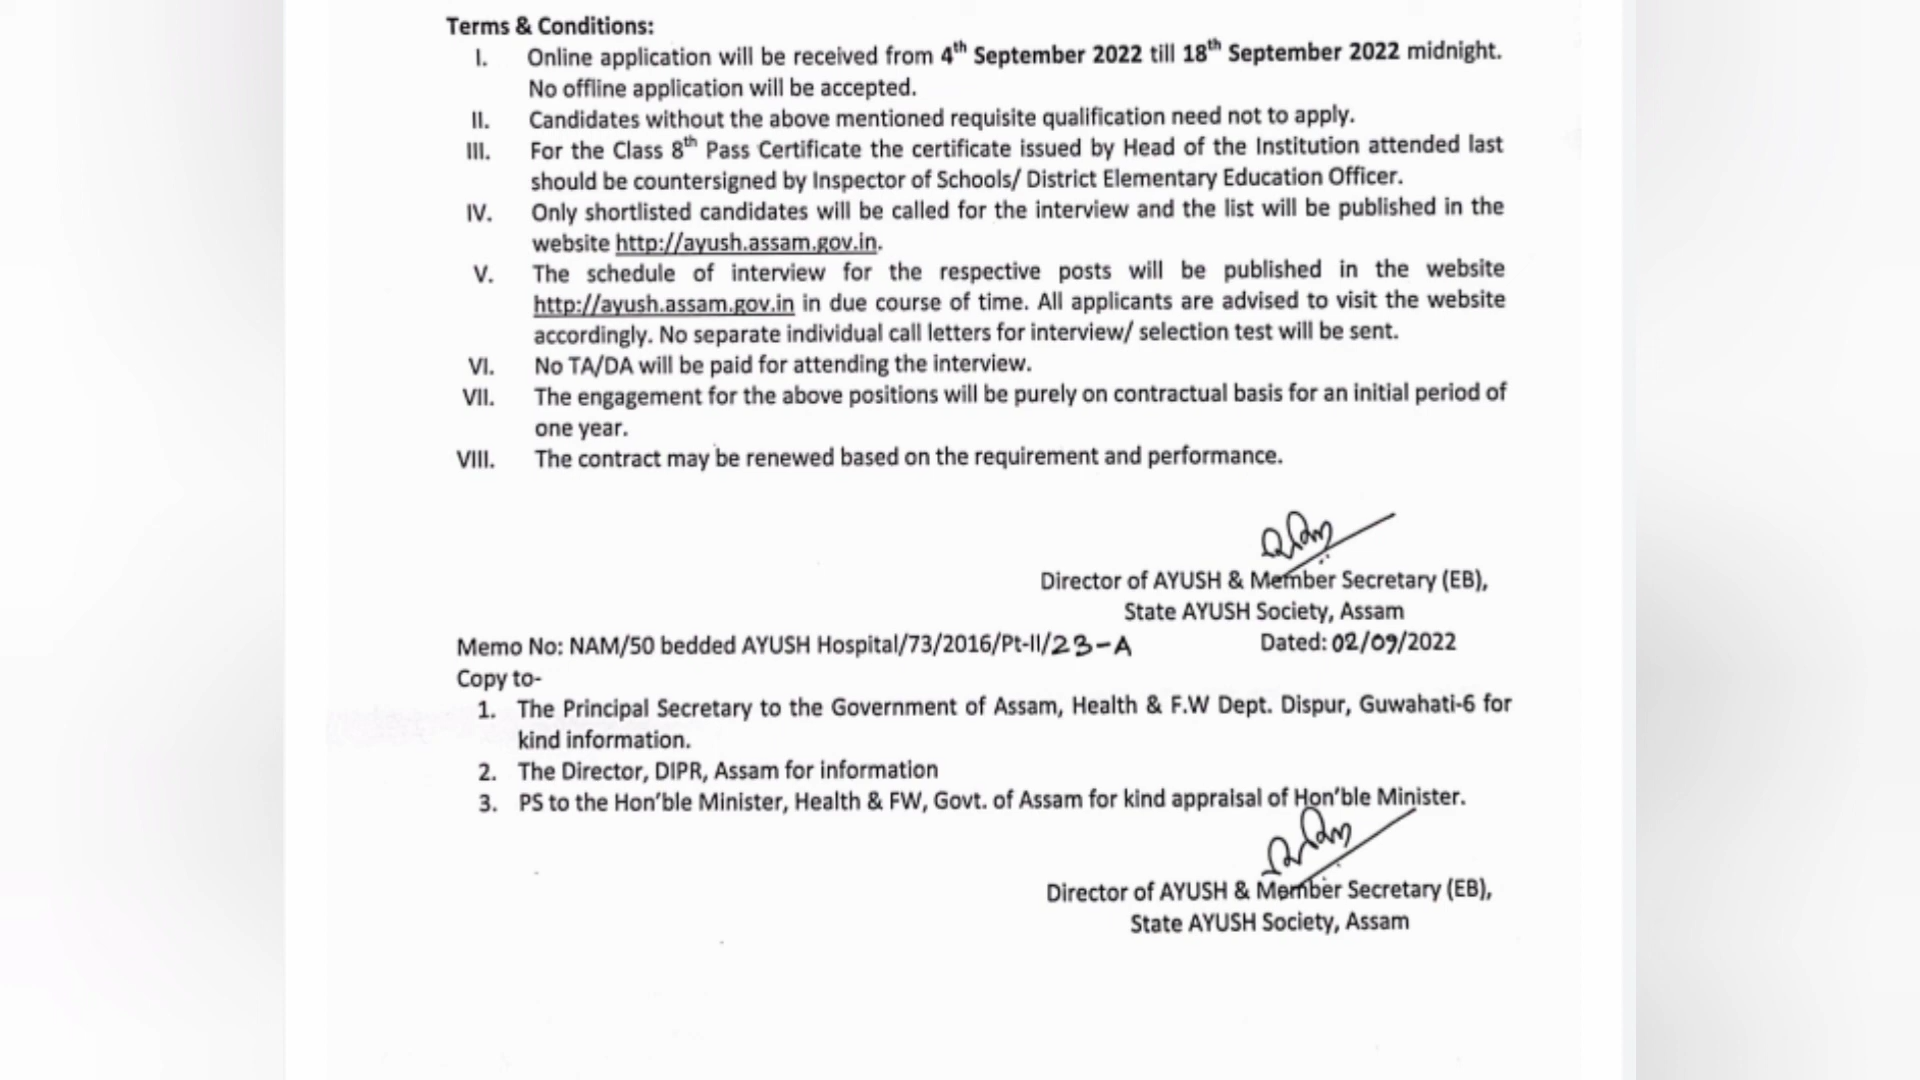 Terms & Conditions:
I. Online application will be received from 4th September 2022 till 18th September 2022 midnight.
No offline application will be accepted.
II. Candidates without the above mentioned requisite qualification need not to apply.
III. For the Class 8th Pass Certificate the certificate issued by Head of the Institution attended last
should be countersigned by Inspector of Schools/ District Elementary Education Officer.
IV. Only shortlisted candidates will be called for the interview and the list will be published in the
website http://ayush.assam.gov.in.
V. The schedule of interview for the respective posts will be published in the website
http://ayush.assam.gov.in in due course of time. All applicants are advised to visit the website
accordingly. No separate individual call letters for interview/ selection test will be sent.
VI. No TA/DA will be paid for attending the interview.
VII. The engagement for the above positions will be purely on contractual basis for an initial period of
one year.
VIII. The contract may be renewed based on the requirement and performance.
Director of AYUSH & Member Secretary (EB),
State AYUSH Society, Assam
Memo No: NAM/50 bedded AYUSH Hospital/73/2016/Pt-II/23-A Dated: 02/09/2022
Copy to-
1. The Principal Secretary to the Government of Assam, Health & F.W Dept. Dispur, Guwahati-6 for
kind information.
2. The Director, DIPR, Assam for information
3. PS to the Hon'ble Minister, Health & FW, Govt. of Assam for kind appraisal of Hon'ble Minister.
Director of AYUSH & Member Secretary (EB),
State AYUSH Society, Assam